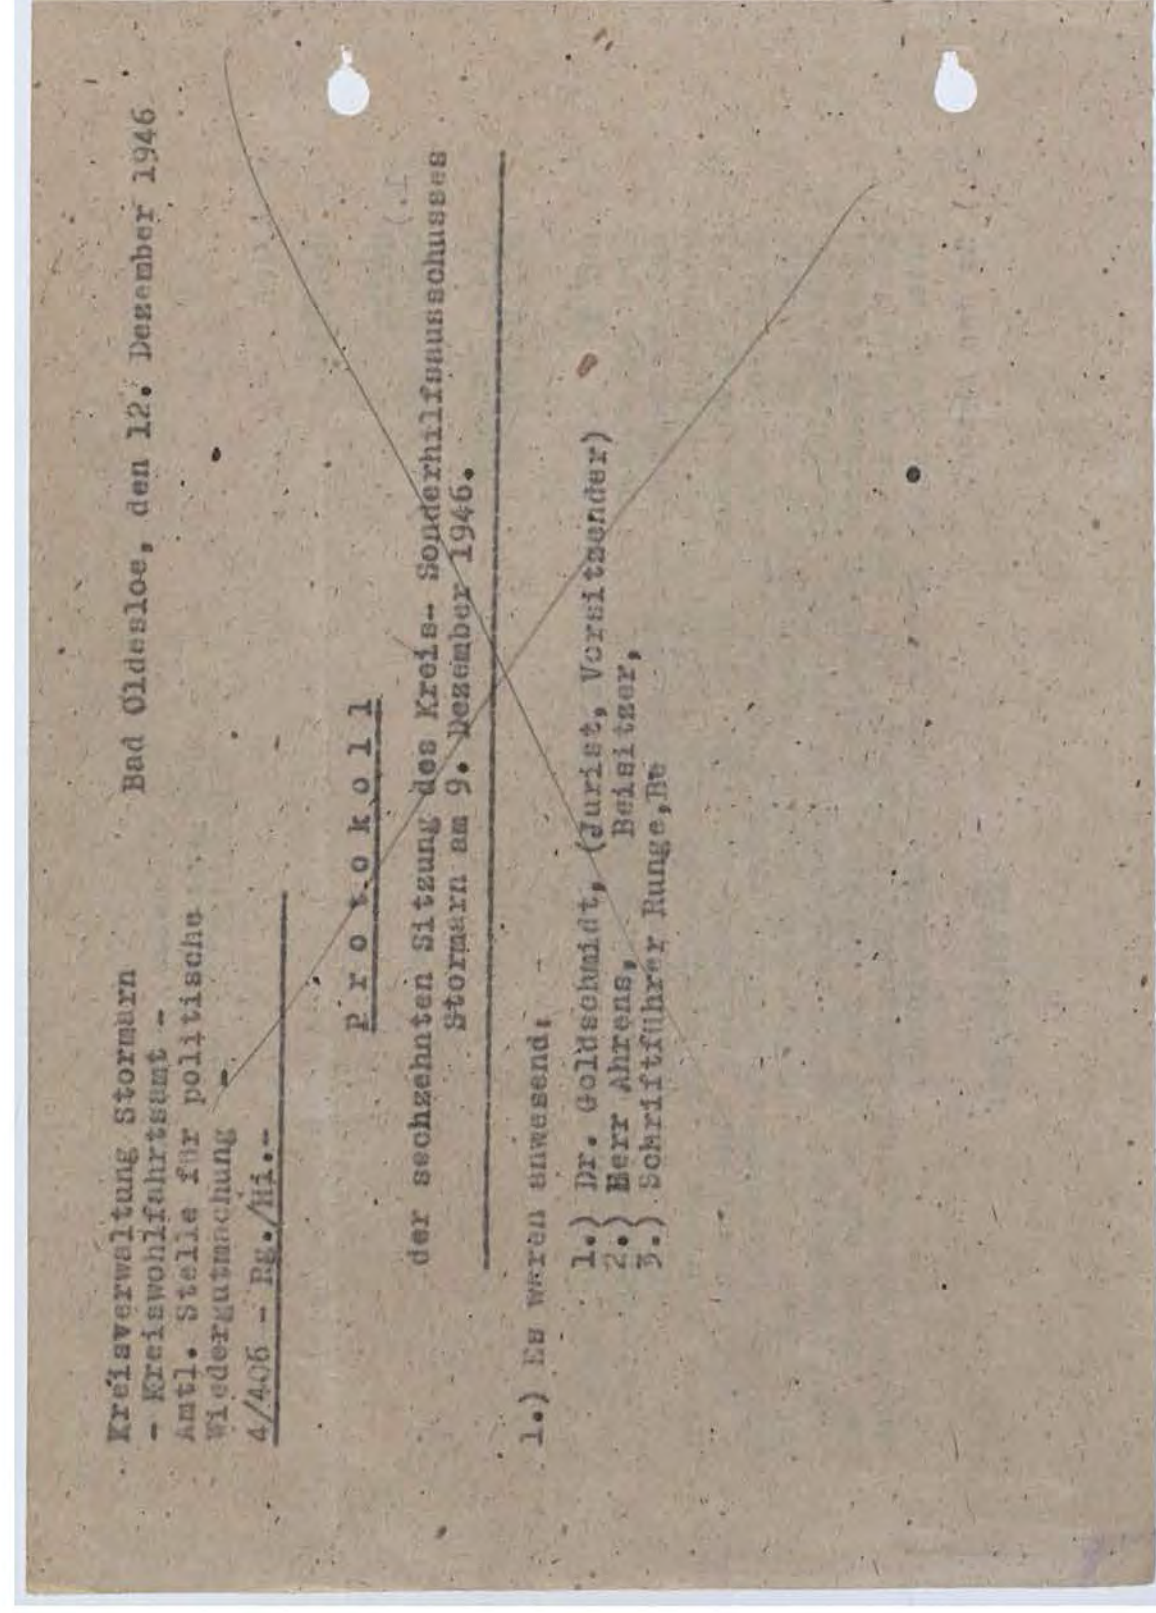 Kreisverwaltung Stormarn
Bad Oldesloe, den 12. Dezember 1946
- Kreiswohlfahrtsamt -
Amtl. Stelle für politische
Wiedergutmachung -
4/406 - Rg./Hi.-
P r o t o k o l l
der sechzehnten Sitzung des Kreis- Sonderhilfsausschusses
Stormarn am 9. Dezember 1946.
1.) Es waren anwesend:
1.) Dr. Goldschmidt, (Jurist, Vorsitzender)
2.) Herr Ahrens, Beisitzer,
3.) Schriftführer Runge,Be